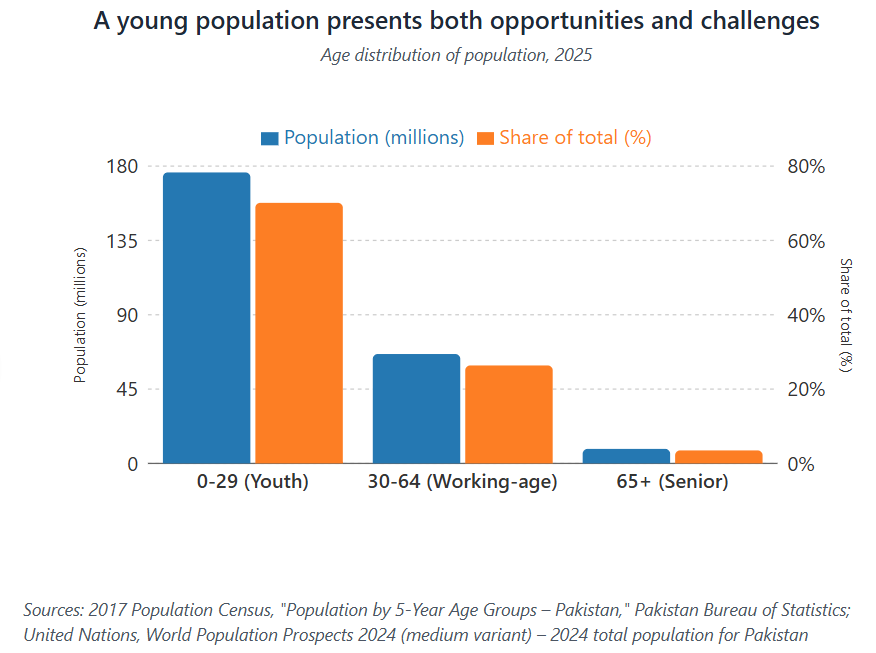 A young population presents both opportunities and challenges
Age distribution of population, 2025
Population (millions) Share of total (%)
180
135
90
45
0
Population (millions)
80%
60%
40%
20%
0%
Share of total (%)
0-29 (Youth) 30-64 (Working-age) 65+ (Senior)
Sources: 2017 Population Census, "Population by 5-Year Age Groups – Pakistan," Pakistan Bureau of Statistics;
United Nations, World Population Prospects 2024 (medium variant) – 2024 total population for Pakistan